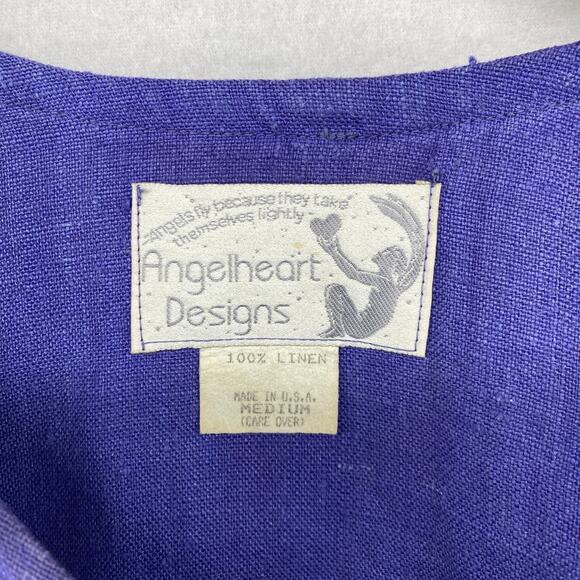 Angels fly because they take
themselves lightly
Angelheart
Designs
100% LINEN
MADE IN U.S.A.
MEDIUM
(CARE OVER)